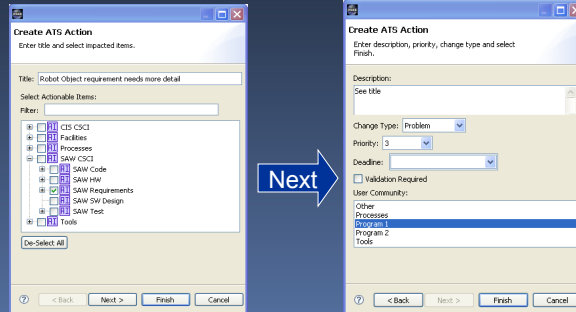 Create ATS Action
Enter title and select impacted items.
Title: Robot Object requirement needs more detail
Select Actionable Items:
Filter:
AI CIS CSCI
AI Facilities
AI Processes
AI SAW CSCI
AI SAW Code
AI SAW HW
AI SAW Requirements
AI SAW SW Design
AI SAW Test
AI Tools
De-Select All
? < Back Next > Finish Cancel
Next
Create ATS Action
Enter description, priority, change type and select
Finish.
Description:
See title
Change Type: Problem
Priority: 3
Deadline:
Validation Required
User Community:
Other
Processes
Program 1
Program 2
Tools
? < Back Next > Finish Cancel